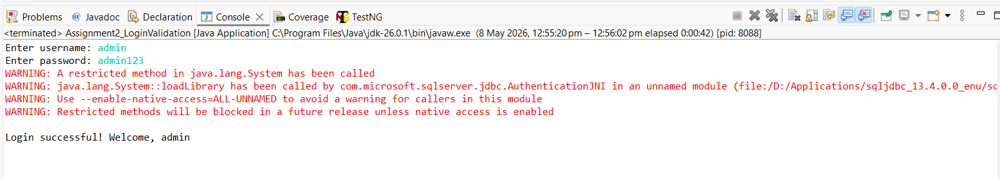 Problems @ Javadoc Declaration Console Coverage TestNG
<terminated> Assignment2_LoginValidation [Java Application] C:\Program Files\Java\jdk-26.0.1\bin\javaw.exe (8 May 2026, 12:55:20 pm – 12:56:02 pm elapsed 0:00:42) [pid: 8088]
Enter username: admin
Enter password: admin123
WARNING: A restricted method in java.lang.System has been called
WARNING: java.lang.System::loadLibrary has been called by com.microsoft.sqlserver.jdbc.AuthenticationJNI in an unnamed module (file:/D:/Applications/sqljdbc_13.4.0.0_enu/sq
WARNING: Use --enable-native-access=ALL-UNNAMED to avoid a warning for callers in this module
WARNING: Restricted methods will be blocked in a future release unless native access is enabled
Login successful! Welcome, admin